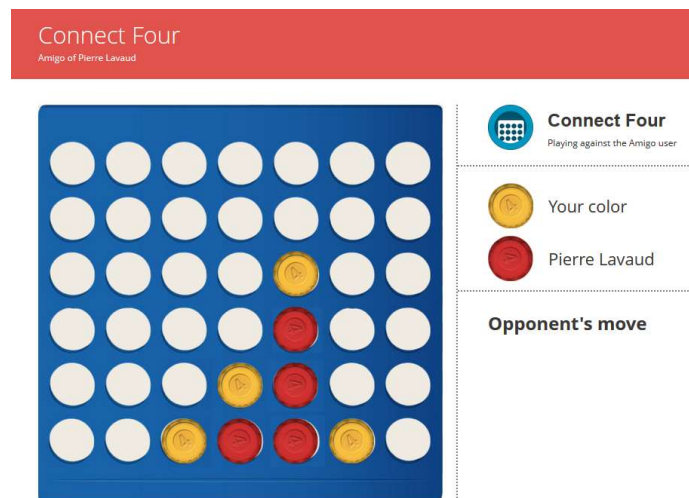 Connect Four
Amigo of Pierre Lavaud
Connect Four
Playing against the Amigo user
Your color
Pierre Lavaud
Opponent's move